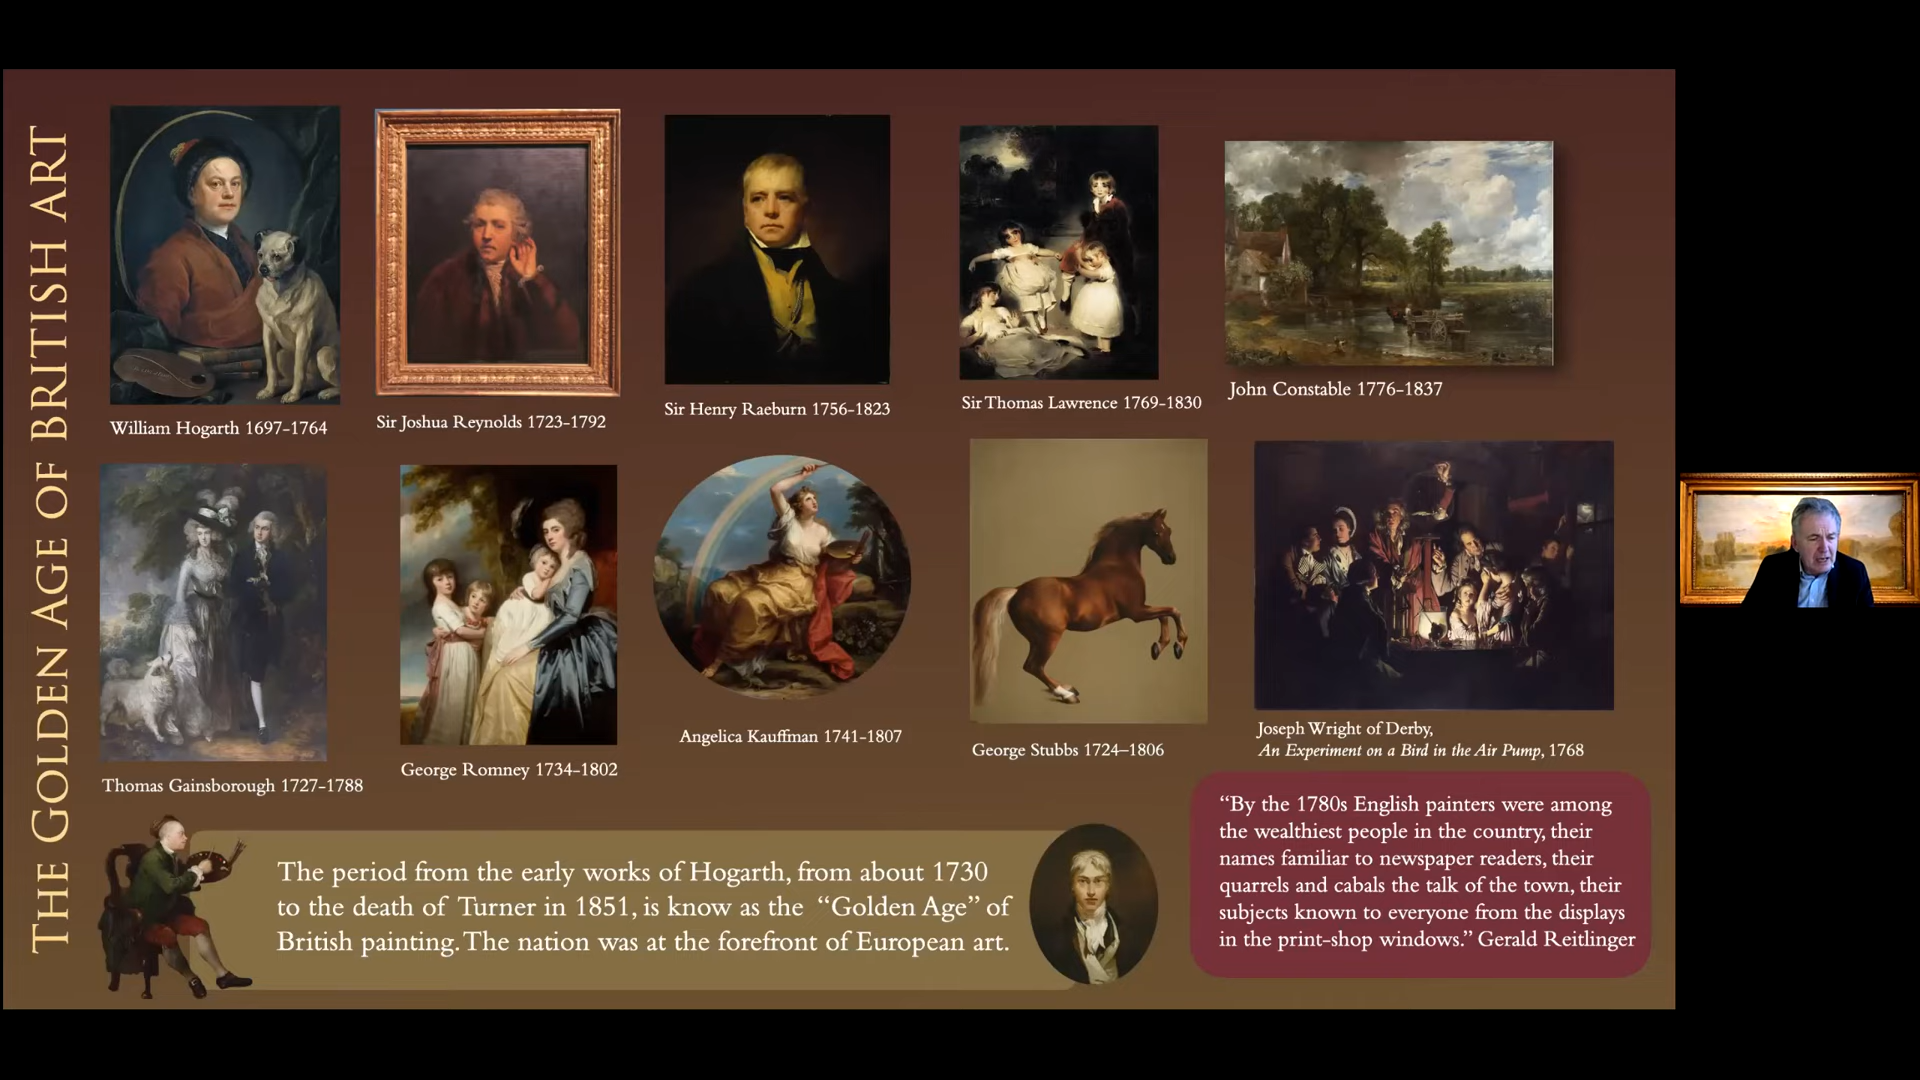 THE GOLDEN AGE OF BRITISH ART
William Hogarth 1697-1764
Sir Joshua Reynolds 1723-1792
Sir Henry Raeburn 1756-1823
Sir Thomas Lawrence 1769-1830
John Constable 1776-1837
Thomas Gainsborough 1727-1788
George Romney 1734-1802
Angelica Kauffman 1741-1807
George Stubbs 1724–1806
Joseph Wright of Derby,
An Experiment on a Bird in the Air Pump, 1768
The period from the early works of Hogarth, from about 1730
to the death of Turner in 1851, is know as the “Golden Age” of
British painting. The nation was at the forefront of European art.
“By the 1780s English painters were among
the wealthiest people in the country, their
names familiar to newspaper readers, their
quarrels and cabals the talk of the town, their
subjects known to everyone from the displays
in the print-shop windows.” Gerald Reitlinger